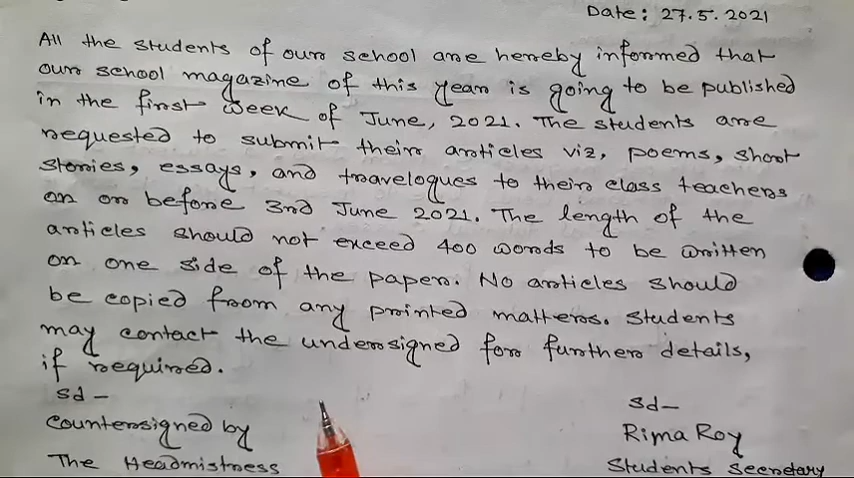 Date: 27.5.2021
All the students of our school are hereby informed that
our school magazine of this year is going to be published
in the first week of June, 2021. The students are
requested to submit their articles viz, poems, short
stories, essays, and travelogues to their class teachers
on or before 3rd June 2021. The length of the
articles should not exceed 400 words to be written
on one side of the paper. No articles should
be copied from any printed matters. Students
may contact the undersigned for further details,
if required.
sd-
Countersigned by
The Headmistress
sd-
Rima Roy
Students Secretary